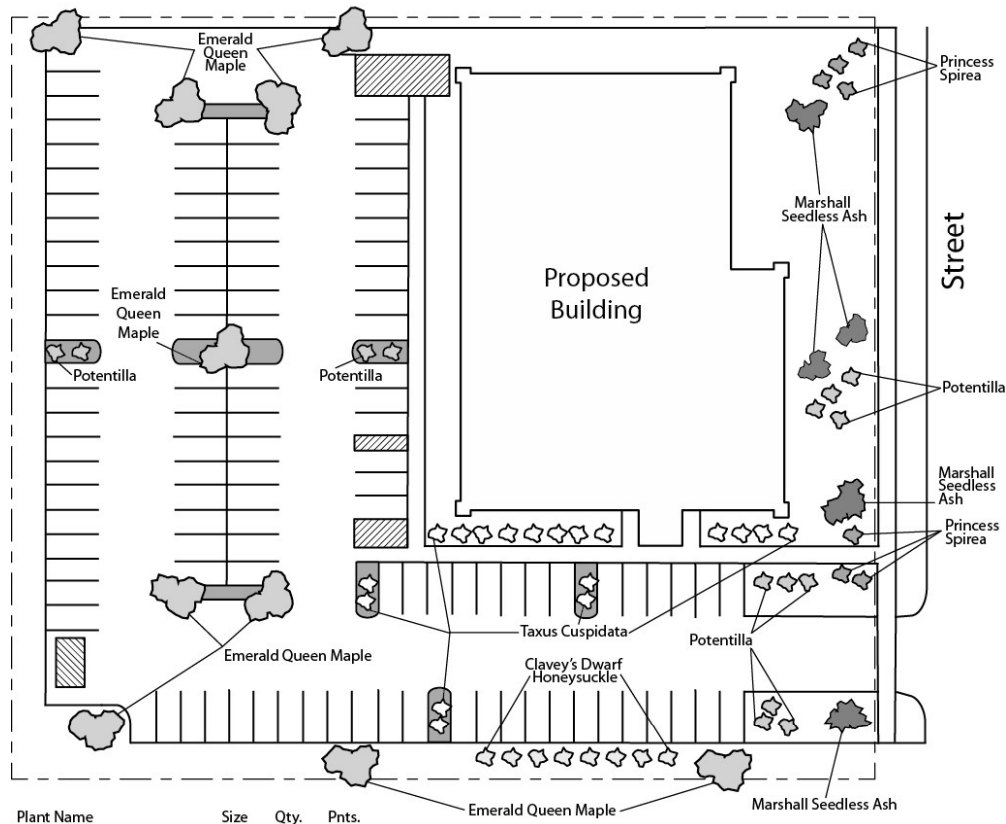 Emerald
Queen
Maple
Princess
Spirea
Marshall
Seedless Ash
Street
Proposed
Building
Emerald
Queen
Maple
Potentilla
Potentilla
Potentilla
Marshall
Seedless
Ash
Princess
Spirea
Taxus Cuspidata
Potentilla
Emerald Queen Maple
Clavey's Dwarf
Honeysuckle
Emerald Queen Maple
Marshall Seedless Ash
Plant Name Size Qty. Pnts.